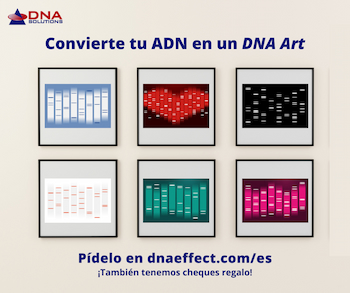 DNA
SOLUTIONS
Convierte tu ADN en un DNA Art
Pídelo en dnaeffect.com/es
¡También tenemos cheques regalo!